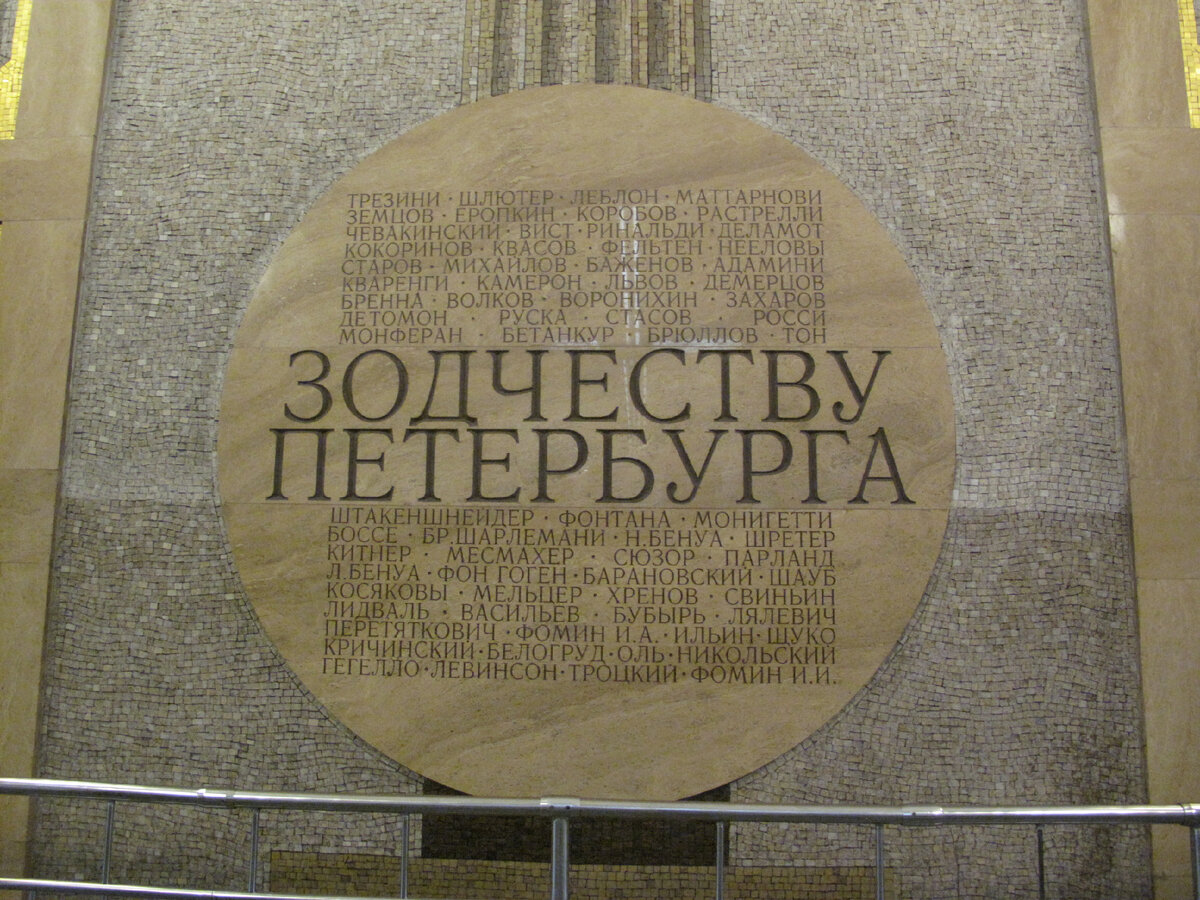 ТРЕЗИНИ · ШЛЮТЕР · ЛЕБЛОН · МАТТАРНОВИ
ЗЕМЦОВ · ЕРОПКИН · КОРОБОВ · РАСТРЕЛЛИ
ЧЕВАКИНСКИЙ · ВИСТ · РИНАЛЬДИ · ДЕЛАМОТ
КОКОРИНОВ · КВАСОВ · ФЕЛЬТЕН · НЕЕЛОВЫ
СТАРОВ · МИХАЙЛОВ · БАЖЕНОВ · АДАМИНИ
КВАРЕНГИ · КАМЕРОН · ЛЬВОВ · ДЕМЕРЦОВ
БРЕННА · ВОЛКОВ · ВОРОНИХИН · ЗАХАРОВ
ДЕТОМОН · РУСКА · СТАСОВ · РОССИ
МОНФЕРАН · БЕТАНКУР · БРЮЛЛОВ · ТОН
ЗОДЧЕСТВУ
ПЕТЕРБУРГА
ШТАКЕНШНЕЙДЕР · ФОНТАНА · МОНИГЕТТИ
БОССЕ · БР.ШАРЛЕМАНИ · Н.БЕНУА · ШРЕТЕР
КИТНЕР · МЕСМАХЕР · СЮЗОР · ПАРЛАНД
Л.БЕНУА · ФОН ГОГЕН · БАРАНОВСКИЙ · ШАУБ
КОСЯКОВЫ · МЕЛЬЦЕР · ХРЕНОВ · СВИНЬИН
ЛИДВАЛЬ · ВАСИЛЬЕВ · БУБЫРЬ · ЛЯЛЕВИЧ
ПЕРЕТЯТКОВИЧ · ФОМИН И.А. · ИЛЬИН · ЩУКО
КРИЧИНСКИЙ · БЕЛОГРУД · ОЛЬ · НИКОЛЬСКИЙ
ГЕГЕЛЛО · ЛЕВИНСОН · ТРОЦКИЙ · ФОМИН И.И.